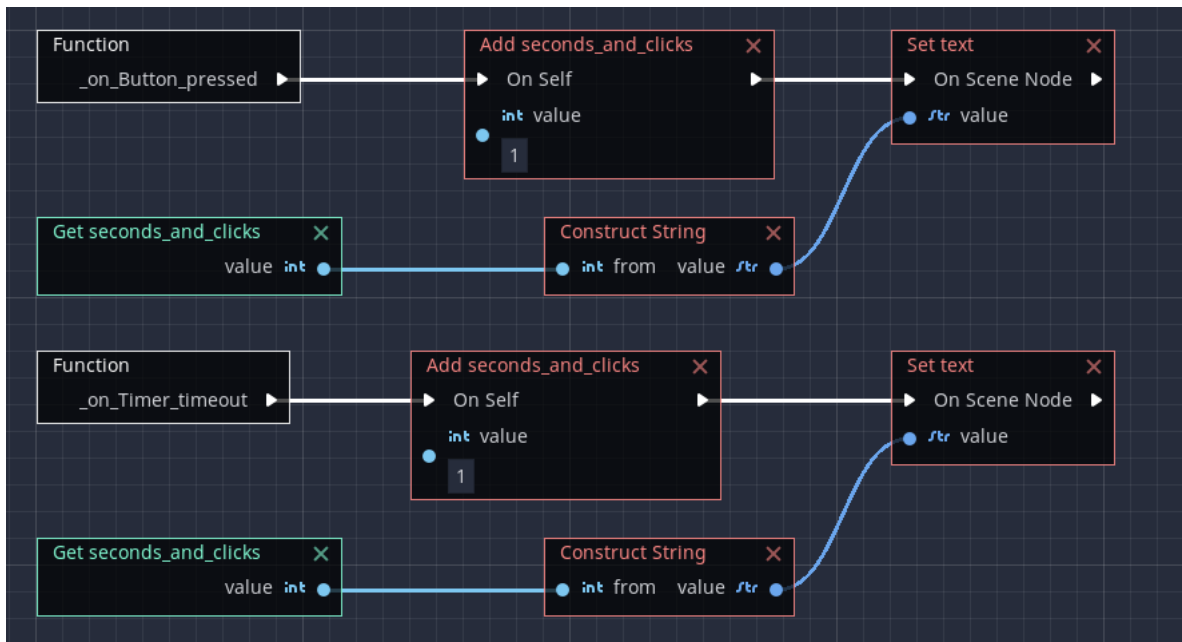 Function
_on_Button_pressed
Add seconds_and_clicks
On Self
int value
1
Set text
On Scene Node
str value
Get seconds_and_clicks
value int
Construct String
int from value str
Function
_on_Timer_timeout
Add seconds_and_clicks
On Self
int value
1
Set text
On Scene Node
str value
Get seconds_and_clicks
value int
Construct String
int from value str